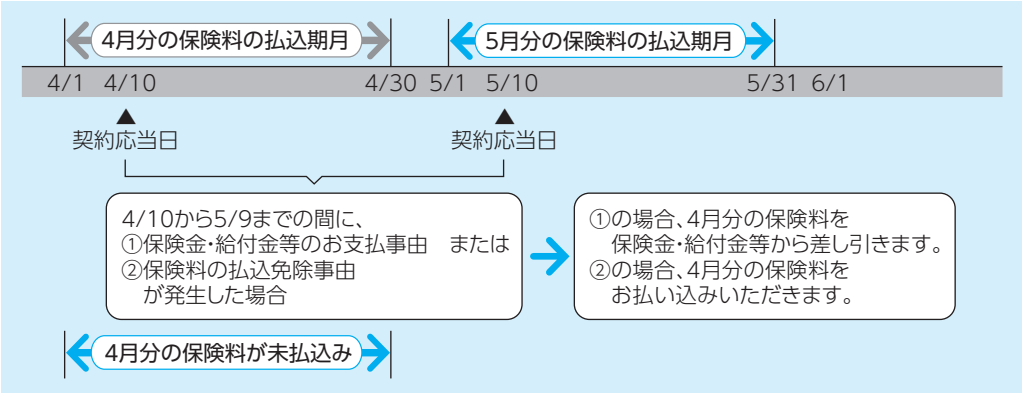 4月分の保険料の払込期月
5月分の保険料の払込期月
4/1 4/10 4/30 5/1 5/10 5/31 6/1
▲ ▲
契約応当日 契約応当日
4/10から5/9までの間に、
①保険金・給付金等のお支払事由 または
②保険料の払込免除事由
が発生した場合
①の場合、4月分の保険料を
保険金・給付金等から差し引きます。
②の場合、4月分の保険料を
お払い込みいただきます。
4月分の保険料が未払込み